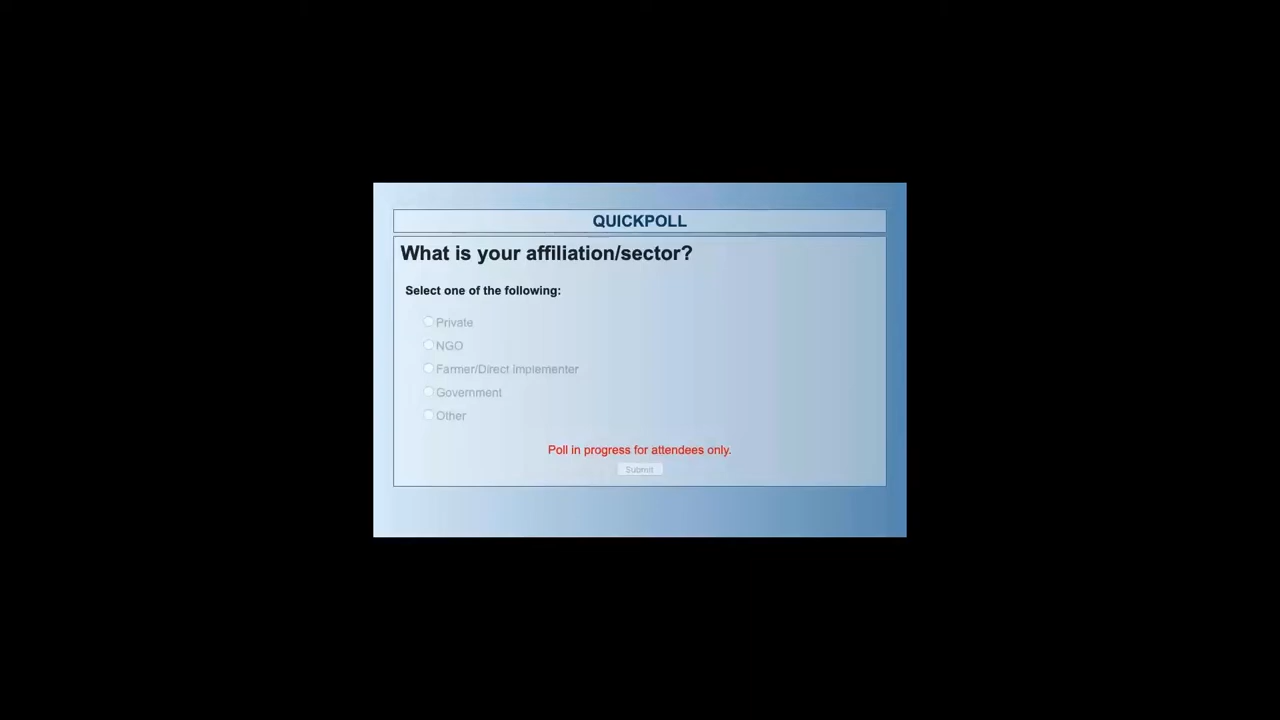 QUICKPOLL
What is your affiliation/sector?
Select one of the following:
Private
NGO
Farmer/Direct implementer
Government
Other
Poll in progress for attendees only.
Submit